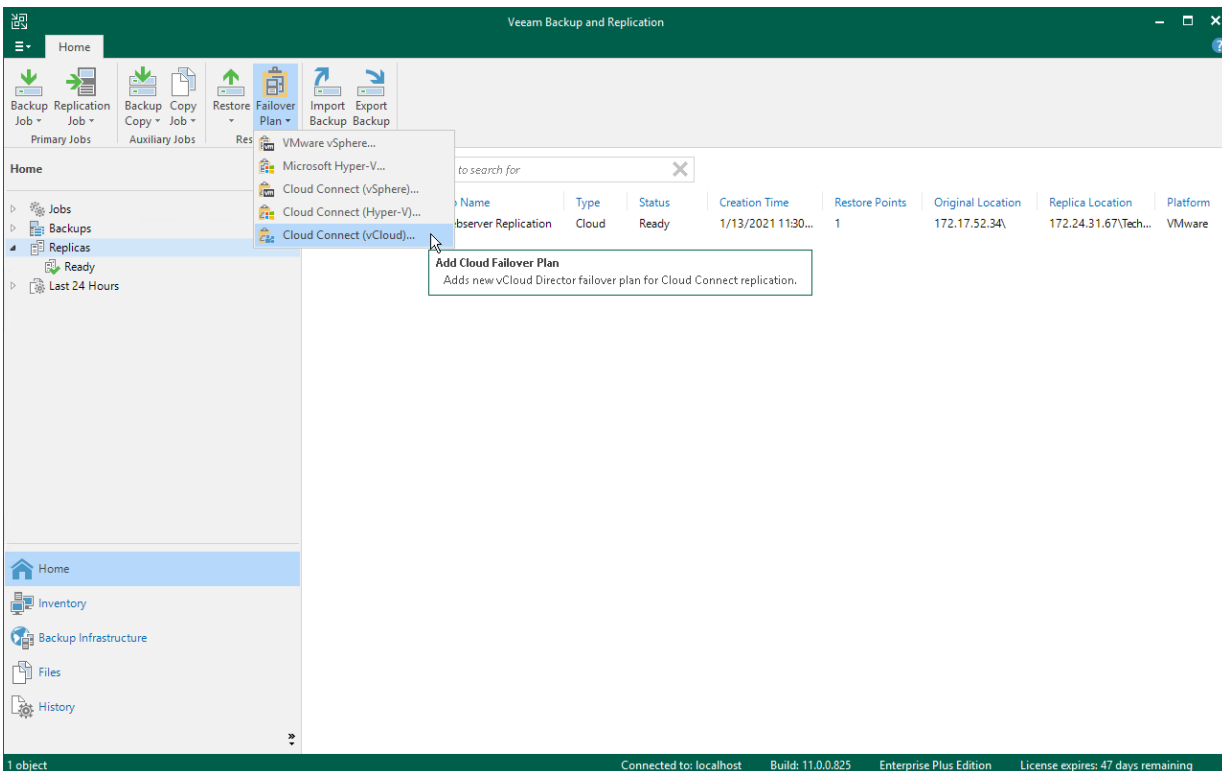 Veeam Backup and Replication
Home
Backup Job
Replication Job
Primary Jobs
Backup Copy
Copy Job
Auxiliary Jobs
Restore
Failover Plan
Res
Import Backup
Export Backup
VMware vSphere...
Microsoft Hyper-V...
Cloud Connect (vSphere)...
Cloud Connect (Hyper-V)...
Cloud Connect (vCloud)...
Add Cloud Failover Plan
Adds new vCloud Director failover plan for Cloud Connect replication.
Home
Jobs
Backups
Replicas
Ready
Last 24 Hours
to search for
Name Type Status Creation Time Restore Points Original Location Replica Location Platform
bserver Replication Cloud Ready 1/13/2021 11:30... 1 172.17.52.34\ 172.24.31.67\Tech... VMware
Home
Inventory
Backup Infrastructure
Files
History
1 object Connected to: localhost Build: 11.0.0.825 Enterprise Plus Edition License expires: 47 days remaining